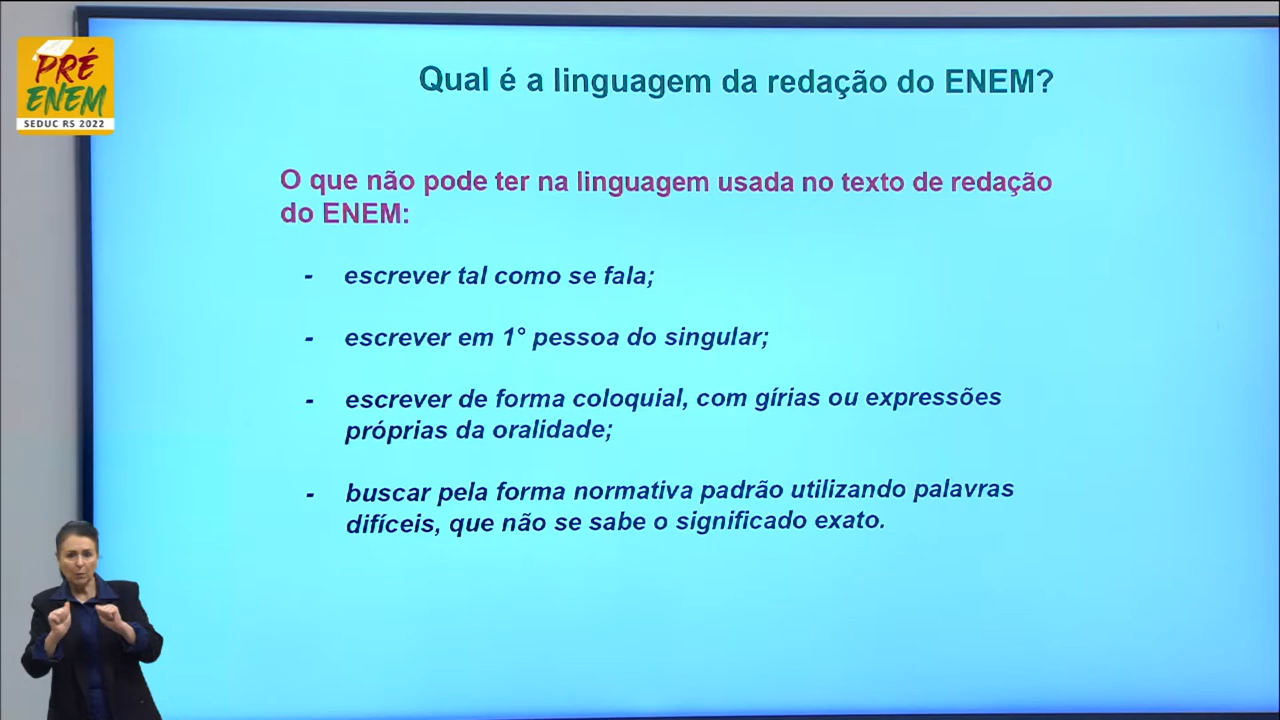 PRÉ
ENEM
SEDUC RS 2022
Qual é a linguagem da redação do ENEM?
O que não pode ter na linguagem usada no texto de redação
do ENEM:
- escrever tal como se fala;
- escrever em 1° pessoa do singular;
- escrever de forma coloquial, com gírias ou expressões
próprias da oralidade;
- buscar pela forma normativa padrão utilizando palavras
difíceis, que não se sabe o significado exato.